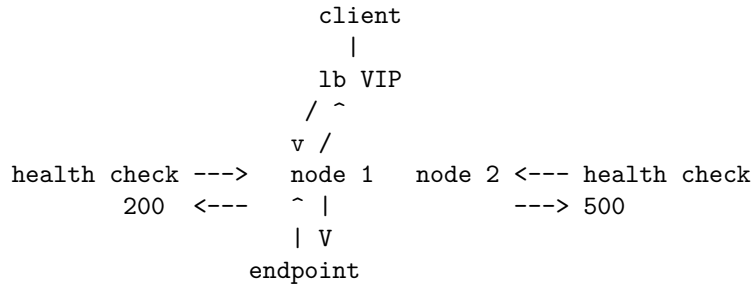 client
|
lb VIP
/ ^
v /
health check ---> node 1 node 2 <--- health check
200 <--- ^ | ---> 500
| V
endpoint